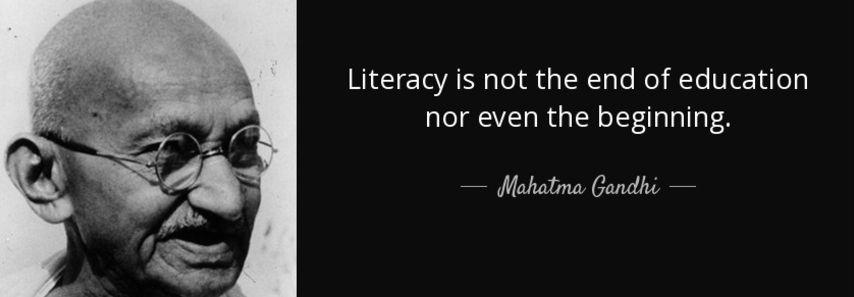 Literacy is not the end of education
nor even the beginning.
Mahatma Gandhi